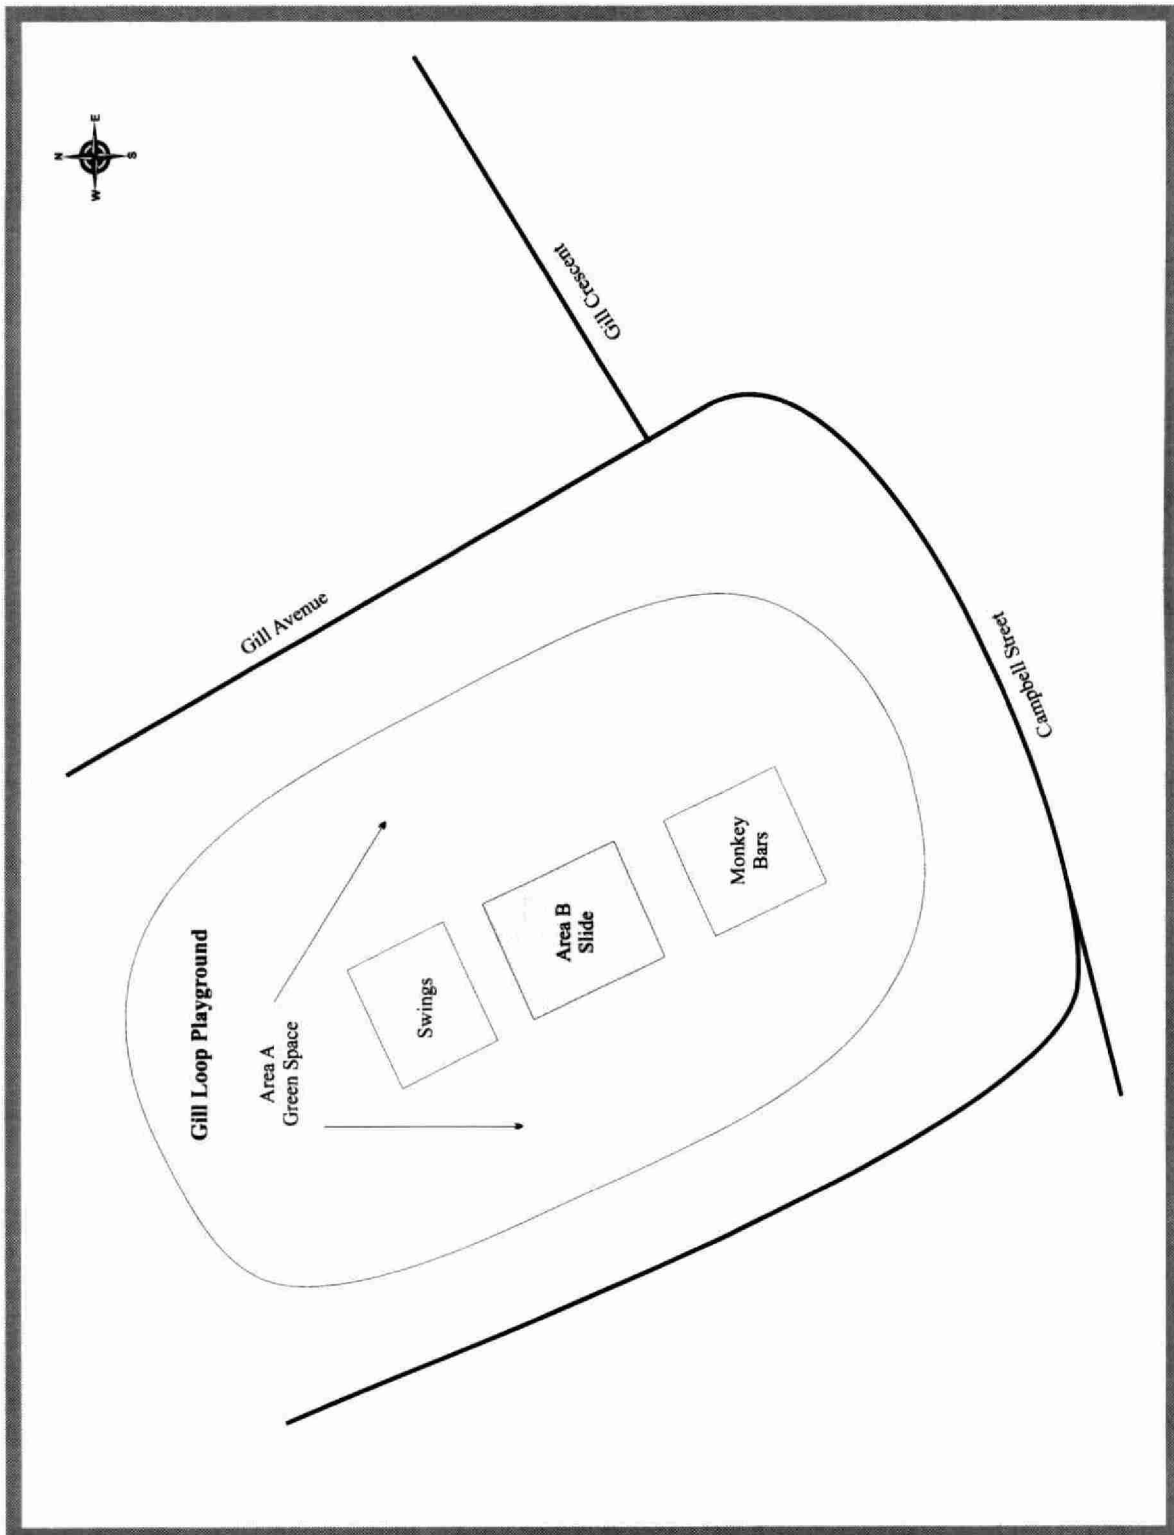 N
W
E
S
Gill Crescent
Gill Avenue
Gill Loop Playground
Area A
Green Space
Swings
Area B
Slide
Monkey
Bars
Campbell Street